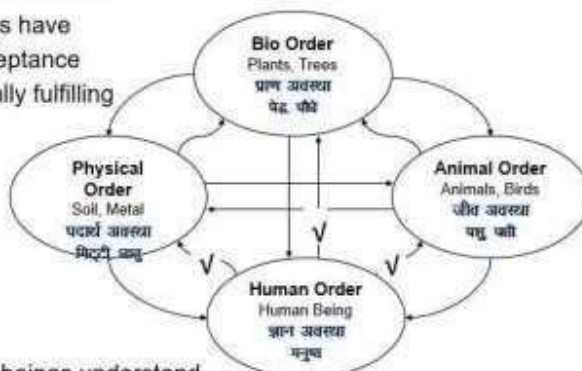 s have
eptance
ally fulfilling
Bio Order
Plants, Trees
प्राण अवस्था
पेड़ पौधे
Physical
Order
Soil, Metal
पदार्थ अवस्था
मिट्टी धातु
Animal Order
Animals, Birds
जीव अवस्था
पशु पक्षी
√
√
√
Human Order
Human Being
ज्ञान अवस्था
मनुष्य
beings understand